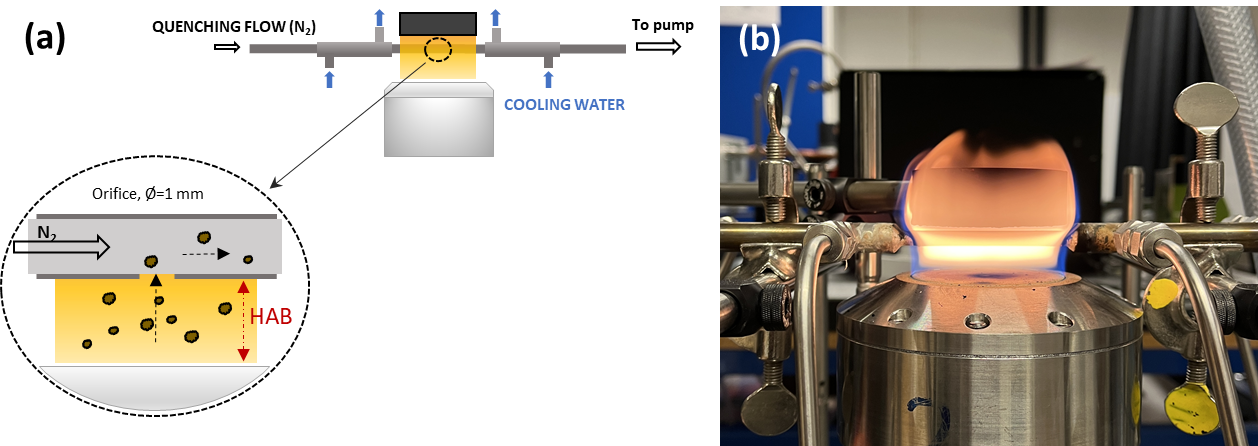 (a)
QUENCHING FLOW (N₂)
To pump
COOLING WATER
Orifice, Ø=1 mm
N₂
HAB
(b)